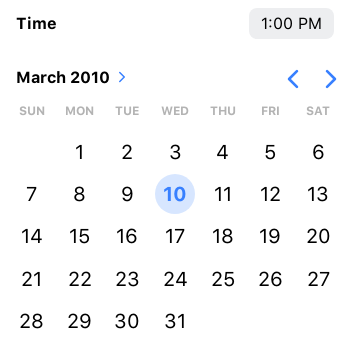 Time 1:00 PM
March 2010
SUN MON TUE WED THU FRI SAT
1 2 3 4 5 6
7 8 9 10 11 12 13
14 15 16 17 18 19 20
21 22 23 24 25 26 27
28 29 30 31